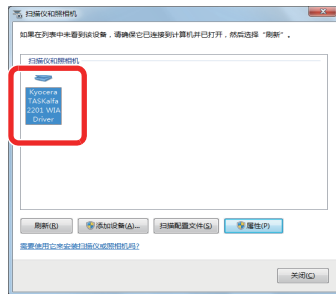 扫描仪和照相机
如果在列表中未看到该设备，请确保它已连接到计算机并已打开，然后选择“刷新”。
扫描仪和照相机
Kyocera
TASKalfa
2201 WIA
Driver
刷新(R)
添加设备(A)...
扫描配置文件(S)
属性(P)
需要使用它来安装扫描仪或照相机吗?
关闭(C)